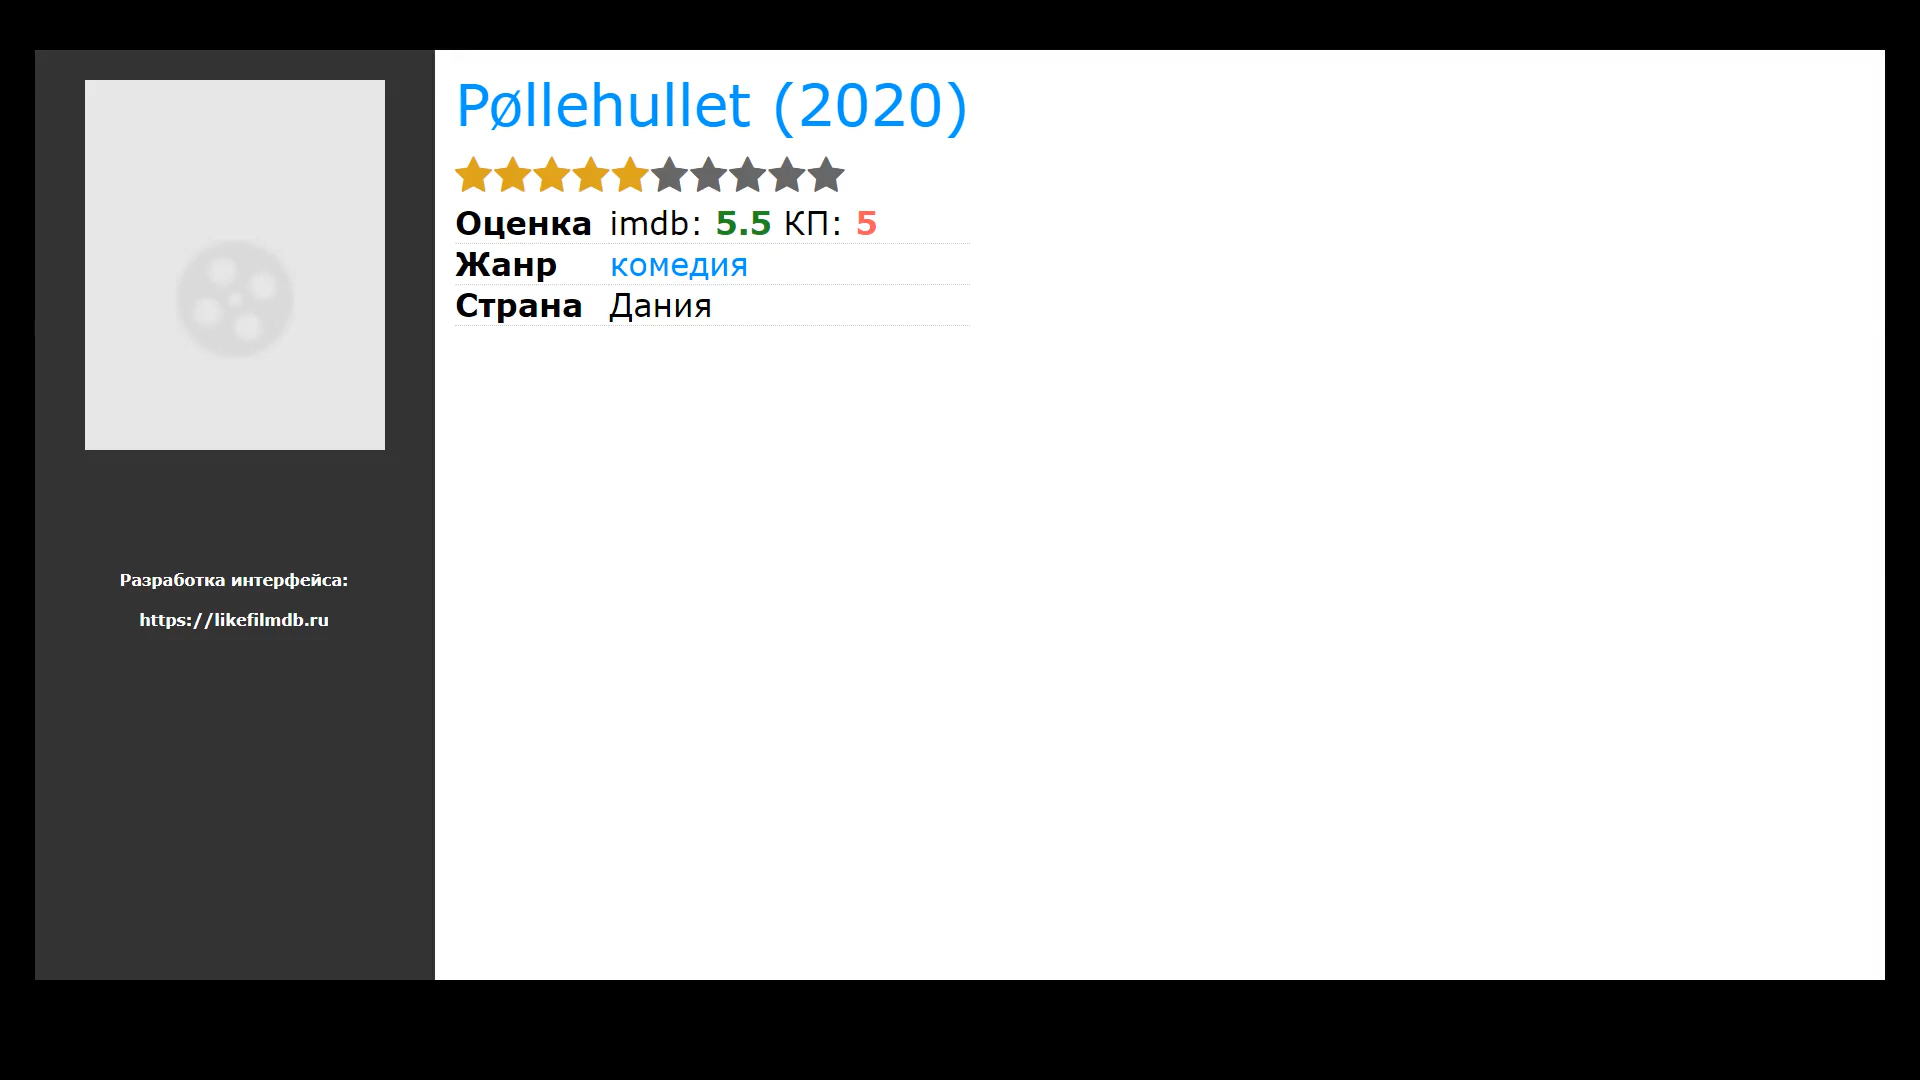 Pøllehullet (2020)
Оценка imdb: 5.5 КП: 5
Жанр комедия
Страна Дания
Разработка интерфейса:
https://likefilmdb.ru